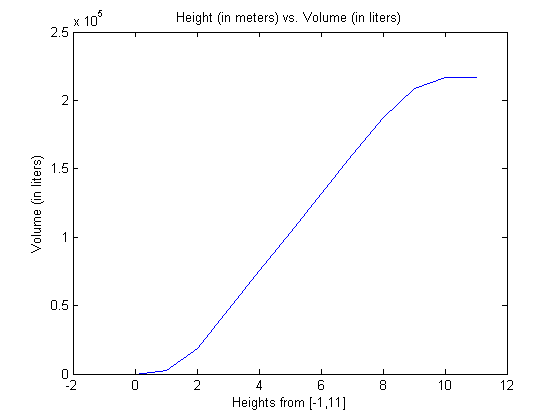 Height (in meters) vs. Volume (in liters)
x 10^5
2.5
2
1.5
1
0.5
0
Volume (in liters)
-2 0 2 4 6 8 10 12
Heights from [-1,11]